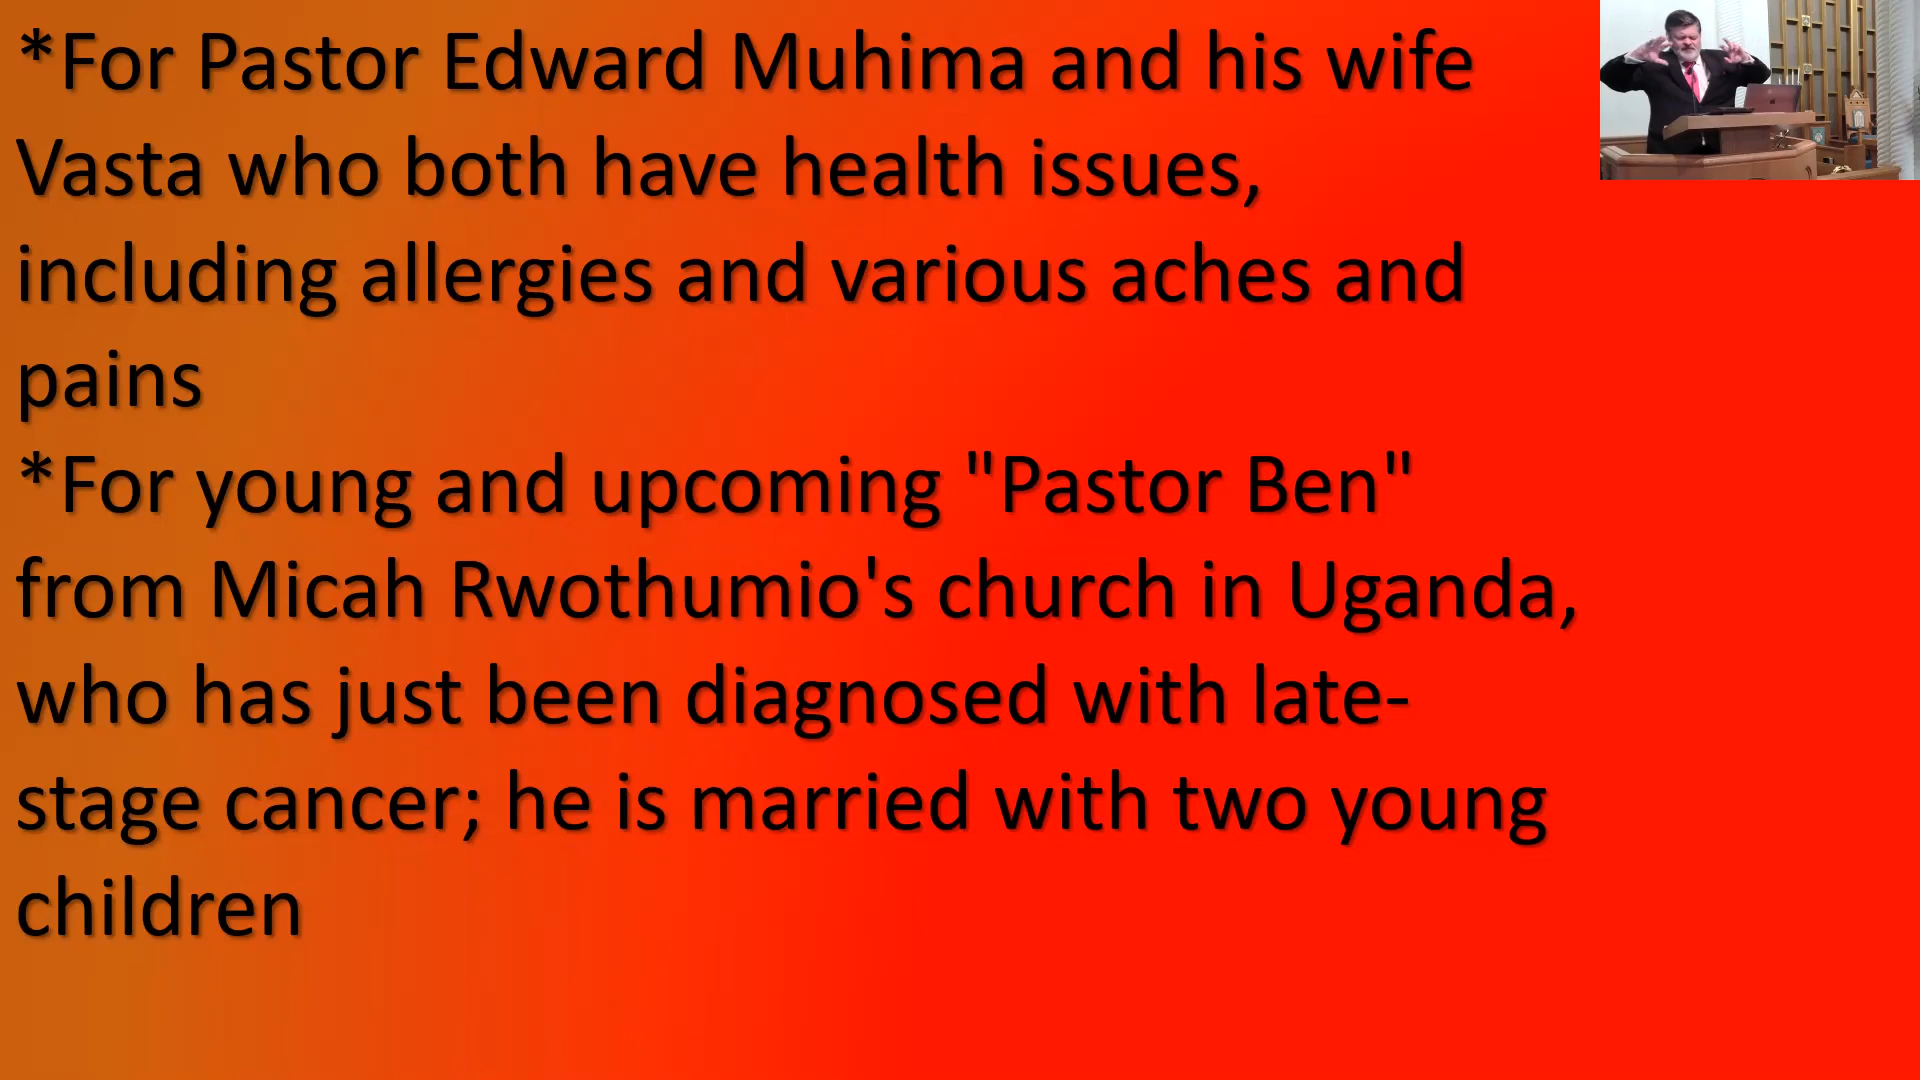 *For Pastor Edward Muhima and his wife
Vasta who both have health issues,
including allergies and various aches and
pains
*For young and upcoming "Pastor Ben"
from Micah Rwothumio's church in Uganda,
who has just been diagnosed with late-
stage cancer; he is married with two young
children